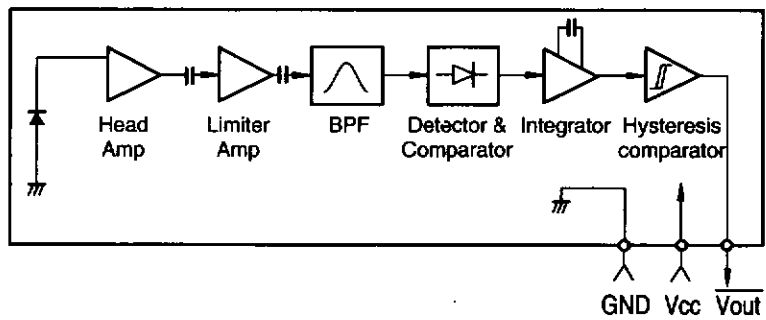 Head
Amp
Limiter
Amp
BPF
Detector &
Comparator
Integrator
Hysteresis
comparator
GND
Vcc
Vout